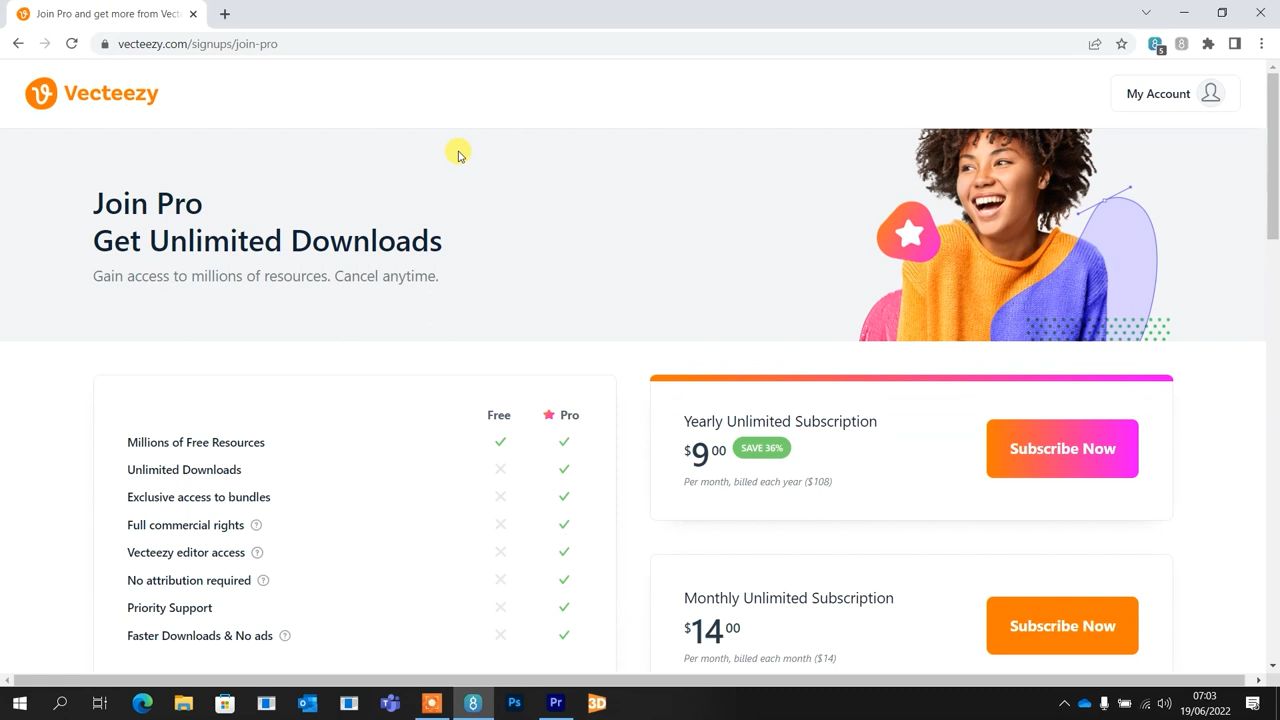 Join Pro and get more from Vect
vecteezy.com/signups/join-pro
5
Vecteezy
My Account
Join Pro
Get Unlimited Downloads
Gain access to millions of resources. Cancel anytime.
Free Pro
Millions of Free Resources
Unlimited Downloads
Exclusive access to bundles
Full commercial rights ?
Vecteezy editor access ?
No attribution required ?
Priority Support
Faster Downloads & No ads ?
Yearly Unlimited Subscription
$9 00 SAVE 36%
Per month, billed each year ($108)
Subscribe Now
Monthly Unlimited Subscription
$14 00
Per month, billed each month ($14)
Subscribe Now
Ps
Pr
3D
07:03
19/06/2022